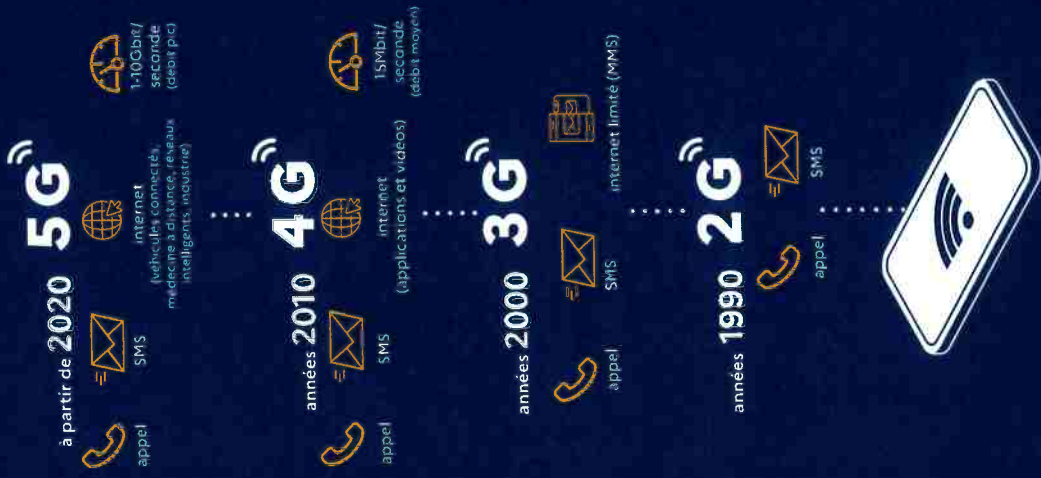 à partir de 2020 5G
appel
SMS
internet
(véhicules connectés,
médecine à distance, réseaux
intelligents, industrie)
1-10Gbit/
seconde
(débit pic)
années 2010 4G
appel
SMS
internet
(applications et vidéos)
15Mbit/
seconde
(débit moyen)
années 2000 3G
appel
SMS
internet limité (MMS)
années 1990 2G
appel
SMS